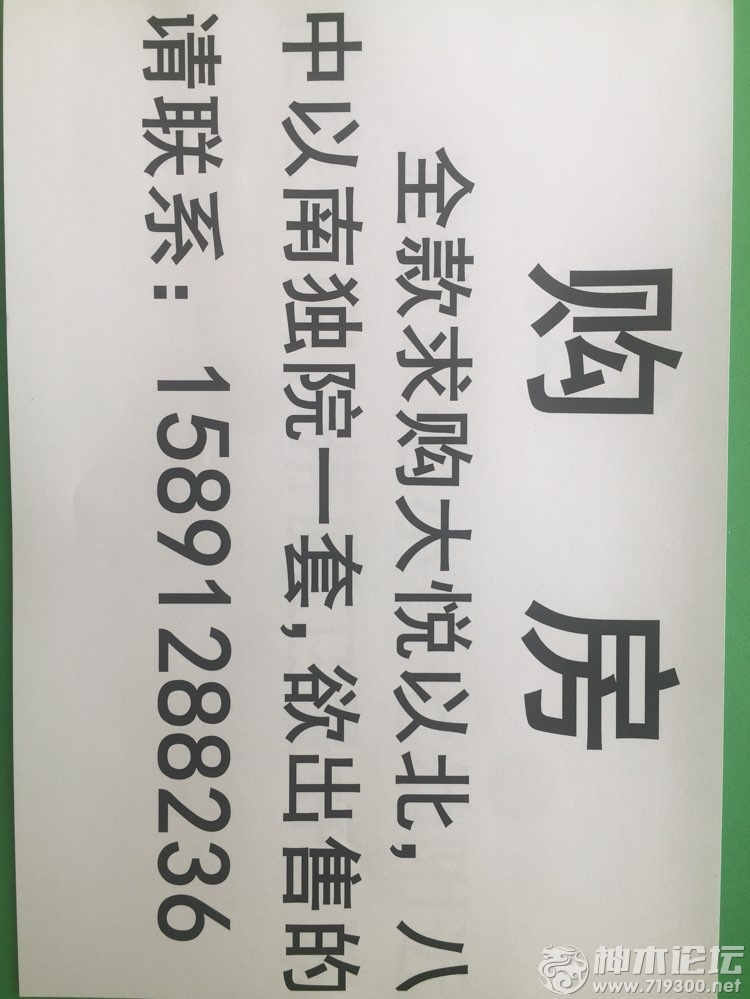 购房
全款求购大悦以北，八
中以南独院一套，欲出售的
请联系：15891288236
神木论坛
www.719300.net